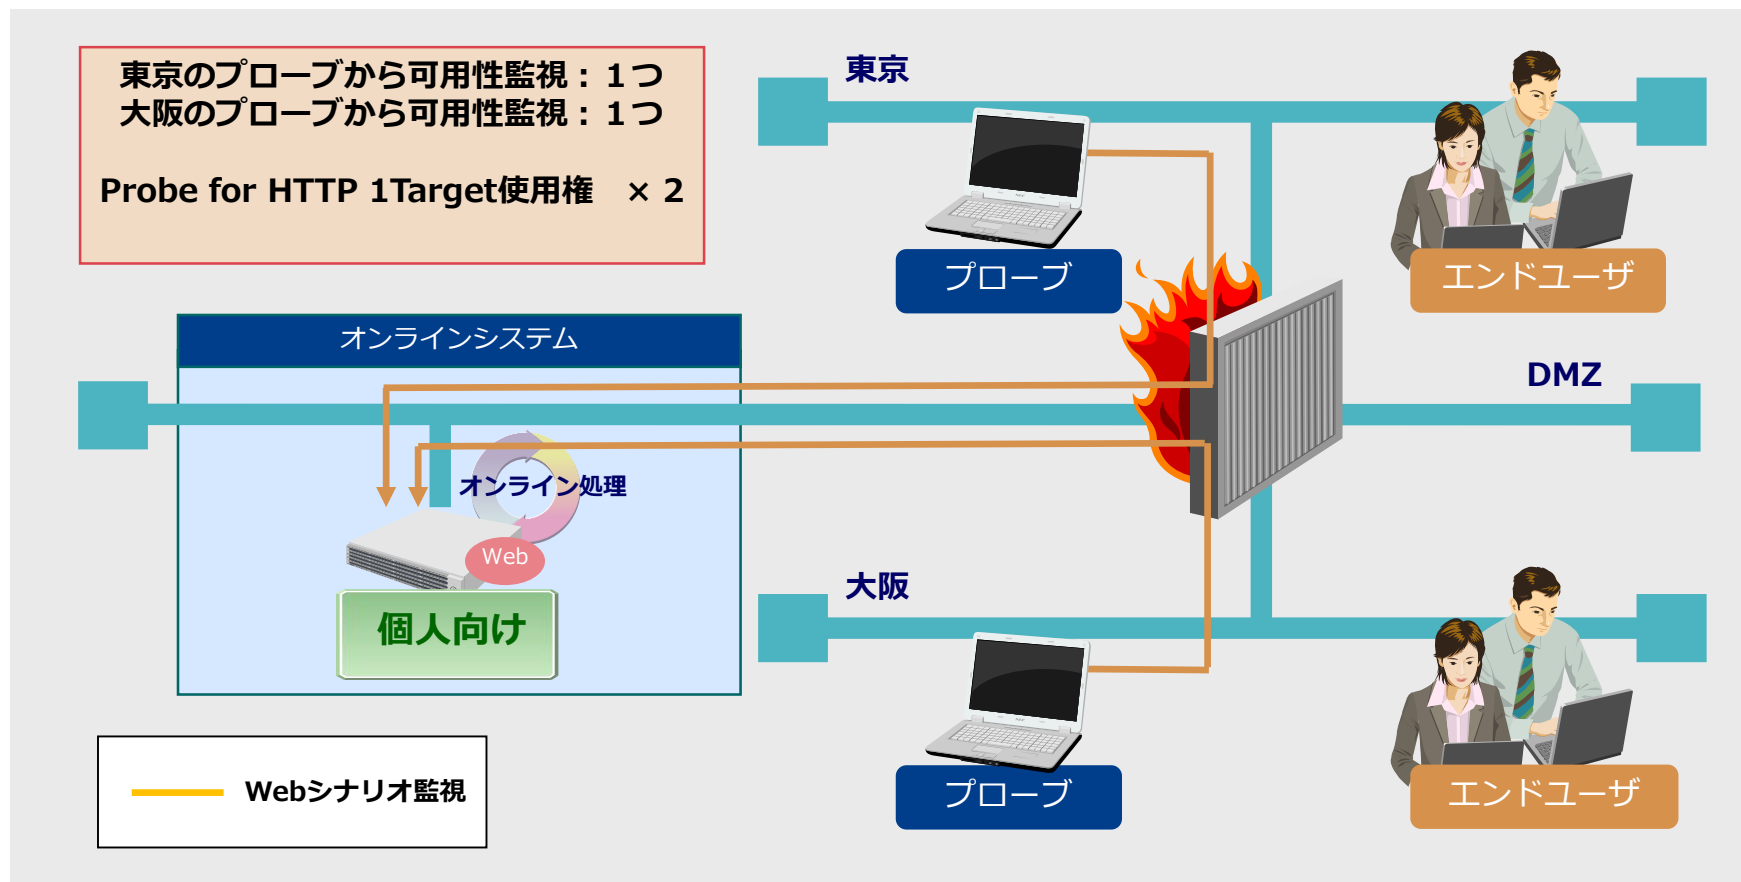 東京のプローブから可用性監視：１つ
大阪のプローブから可用性監視：１つ
Probe for HTTP 1Target使用権　× 2
東京
プローブ
エンドユーザ
オンラインシステム
DMZ
オンライン処理
Web
個人向け
大阪
プローブ
エンドユーザ
Webシナリオ監視